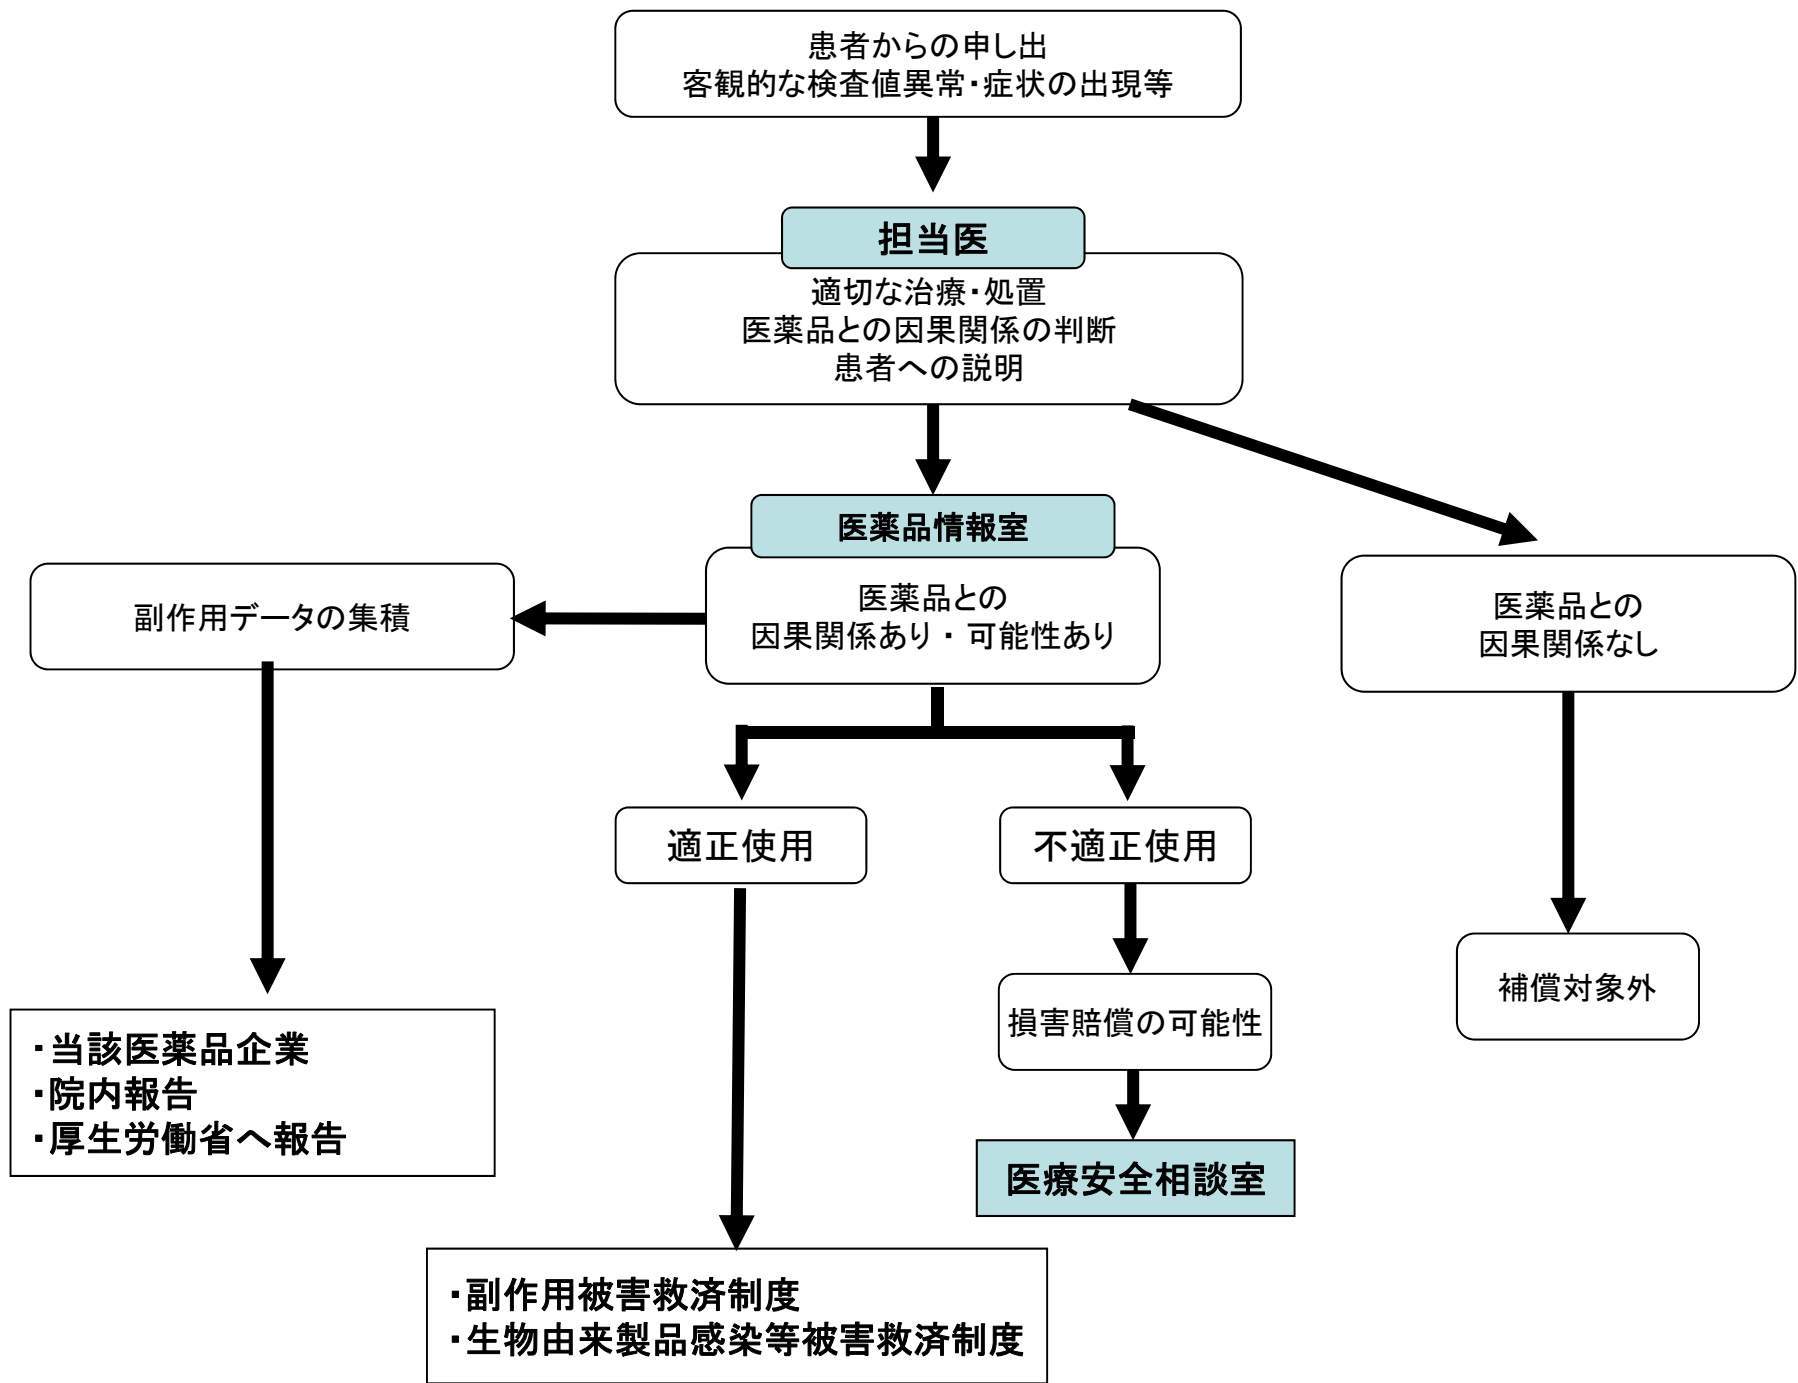 患者からの申し出
客観的な検査値異常・症状の出現等
担当医
適切な治療・処置
医薬品との因果関係の判断
患者への説明
医薬品情報室
医薬品との
因果関係あり・可能性あり
副作用データの集積
医薬品との
因果関係なし
適正使用
不適正使用
損害賠償の可能性
補償対象外
・当該医薬品企業
・院内報告
・厚生労働省へ報告
医療安全相談室
・副作用被害救済制度
・生物由来製品感染等被害救済制度